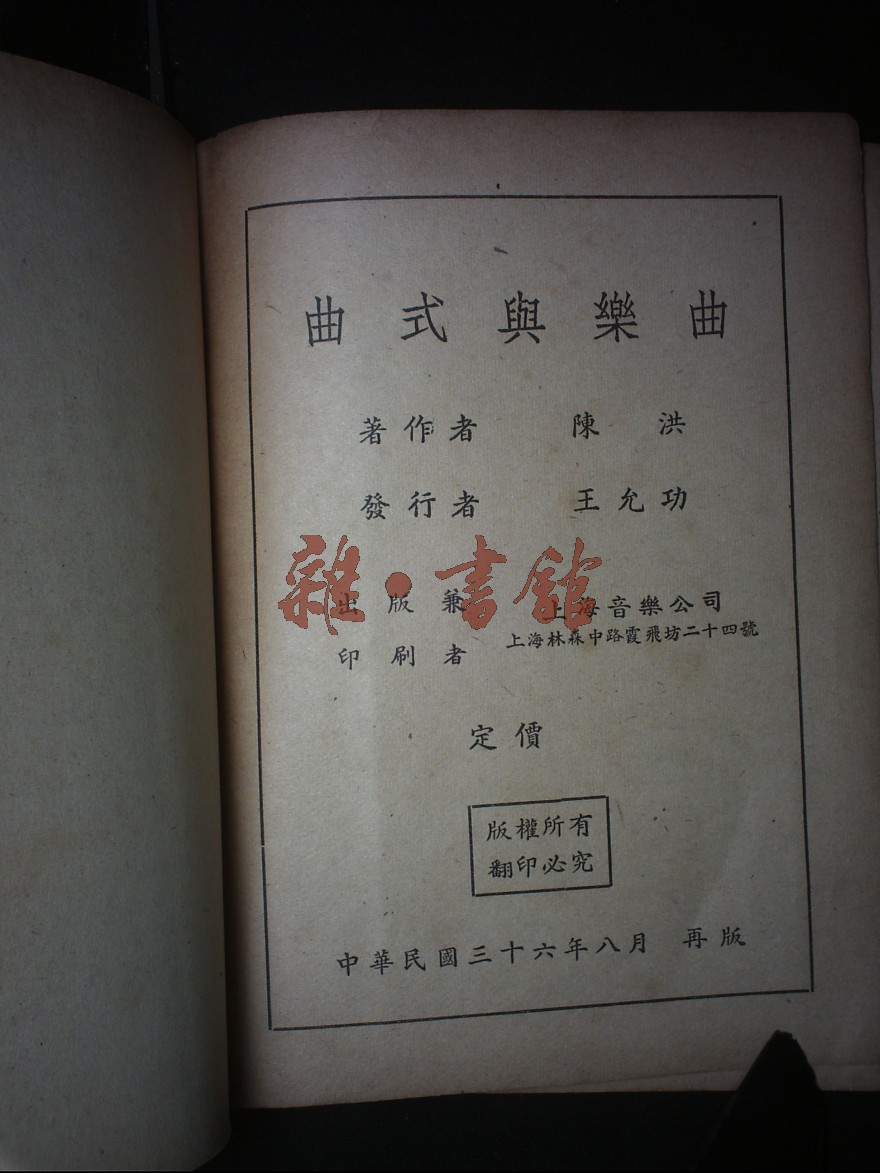 曲式與樂曲
著作者 陳洪
發行者 王允功
雜·書館
出版兼 上海音樂公司
上海林森中路霞飛坊二十四號
印刷者
定價
版權所有
翻印必究
中華民國三十六年八月 再版